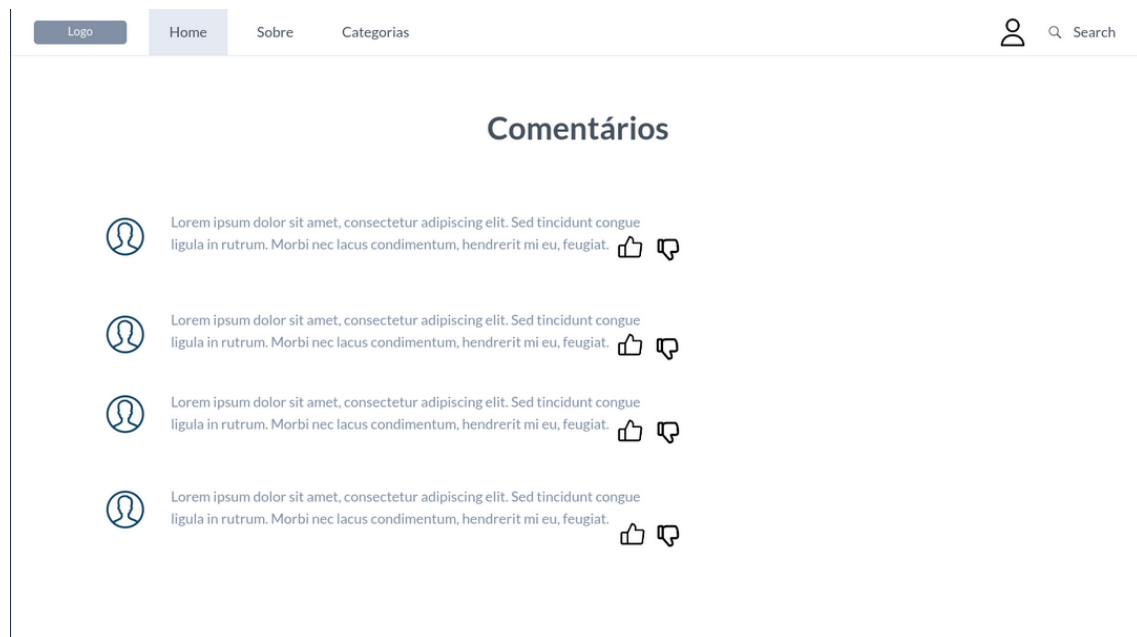 Logo
Home
Sobre
Categorias
Search
Comentários
Lorem ipsum dolor sit amet, consectetur adipiscing elit. Sed tincidunt congue
ligula in rutrum. Morbi nec lacus condimentum, hendrerit mi eu, feugiat.
Lorem ipsum dolor sit amet, consectetur adipiscing elit. Sed tincidunt congue
ligula in rutrum. Morbi nec lacus condimentum, hendrerit mi eu, feugiat.
Lorem ipsum dolor sit amet, consectetur adipiscing elit. Sed tincidunt congue
ligula in rutrum. Morbi nec lacus condimentum, hendrerit mi eu, feugiat.
Lorem ipsum dolor sit amet, consectetur adipiscing elit. Sed tincidunt congue
ligula in rutrum. Morbi nec lacus condimentum, hendrerit mi eu, feugiat.